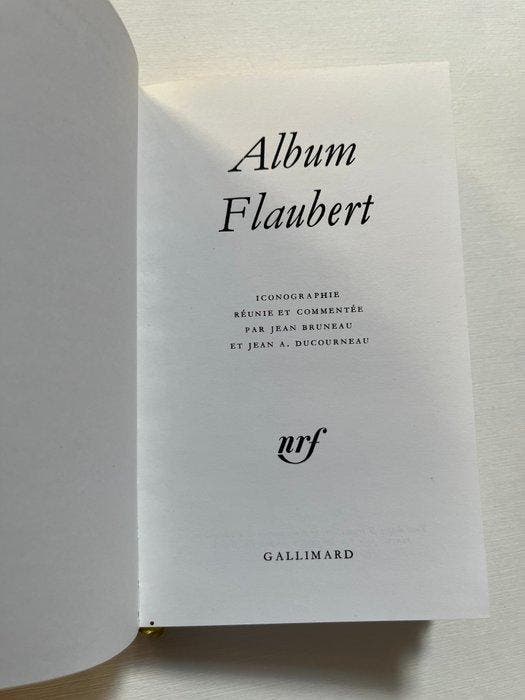 Album
Flaubert
ICONOGRAPHIE
RÉUNIE ET COMMENTÉE
PAR JEAN BRUNEAU
ET JEAN A. DUCOURNEAU
nrf
GALLIMARD